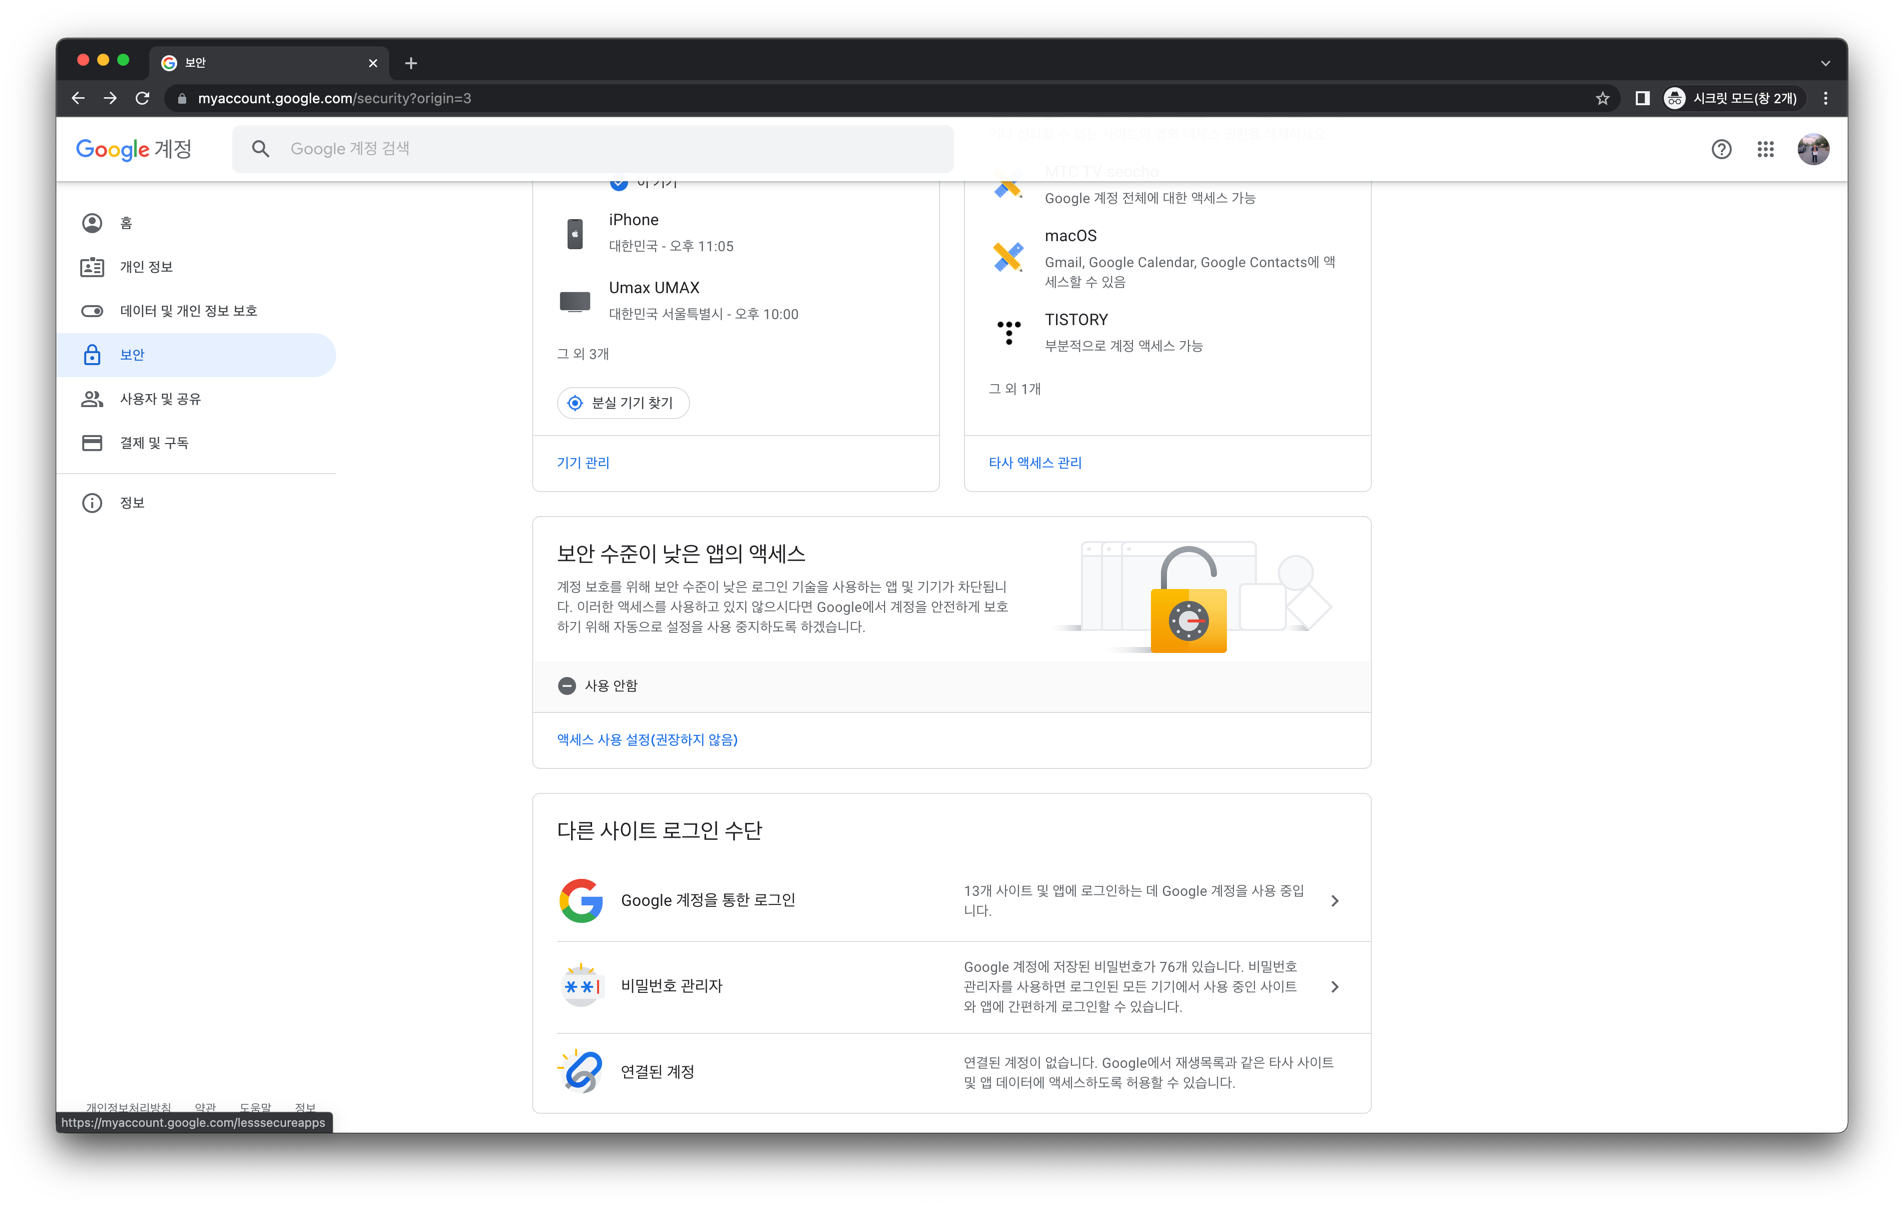 보안
myaccount.google.com/security?origin=3
시크릿 모드(창 2개)
Google 계정
Google 계정 검색
홈
개인 정보
데이터 및 개인 정보 보호
보안
사용자 및 공유
결제 및 구독
정보
이 기기
iPhone
대한민국 - 오후 11:05
Umax UMAX
대한민국 서울특별시 - 오후 10:00
그 외 3개
분실 기기 찾기
기기 관리
MTC TV seocho
Google 계정 전체에 대한 액세스 가능
macOS
Gmail, Google Calendar, Google Contacts에 액
세스할 수 있음
TISTORY
부분적으로 계정 액세스 가능
그 외 1개
타사 액세스 관리
보안 수준이 낮은 앱의 액세스
계정 보호를 위해 보안 수준이 낮은 로그인 기술을 사용하는 앱 및 기기가 차단됩니
다. 이러한 액세스를 사용하고 있지 않으시다면 Google에서 계정을 안전하게 보호
하기 위해 자동으로 설정을 사용 중지하도록 하겠습니다.
사용 안함
액세스 사용 설정(권장하지 않음)
다른 사이트 로그인 수단
Google 계정을 통한 로그인
13개 사이트 및 앱에 로그인하는 데 Google 계정을 사용 중입
니다.
비밀번호 관리자
Google 계정에 저장된 비밀번호가 76개 있습니다. 비밀번호
관리자를 사용하면 로그인된 모든 기기에서 사용 중인 사이트
와 앱에 간편하게 로그인할 수 있습니다.
연결된 계정
연결된 계정이 없습니다. Google에서 재생목록과 같은 타사 사이트
및 앱 데이터에 액세스하도록 허용할 수 있습니다.
개인정보처리방침 약관 도움말 정보
https://myaccount.google.com/lesssecureapps